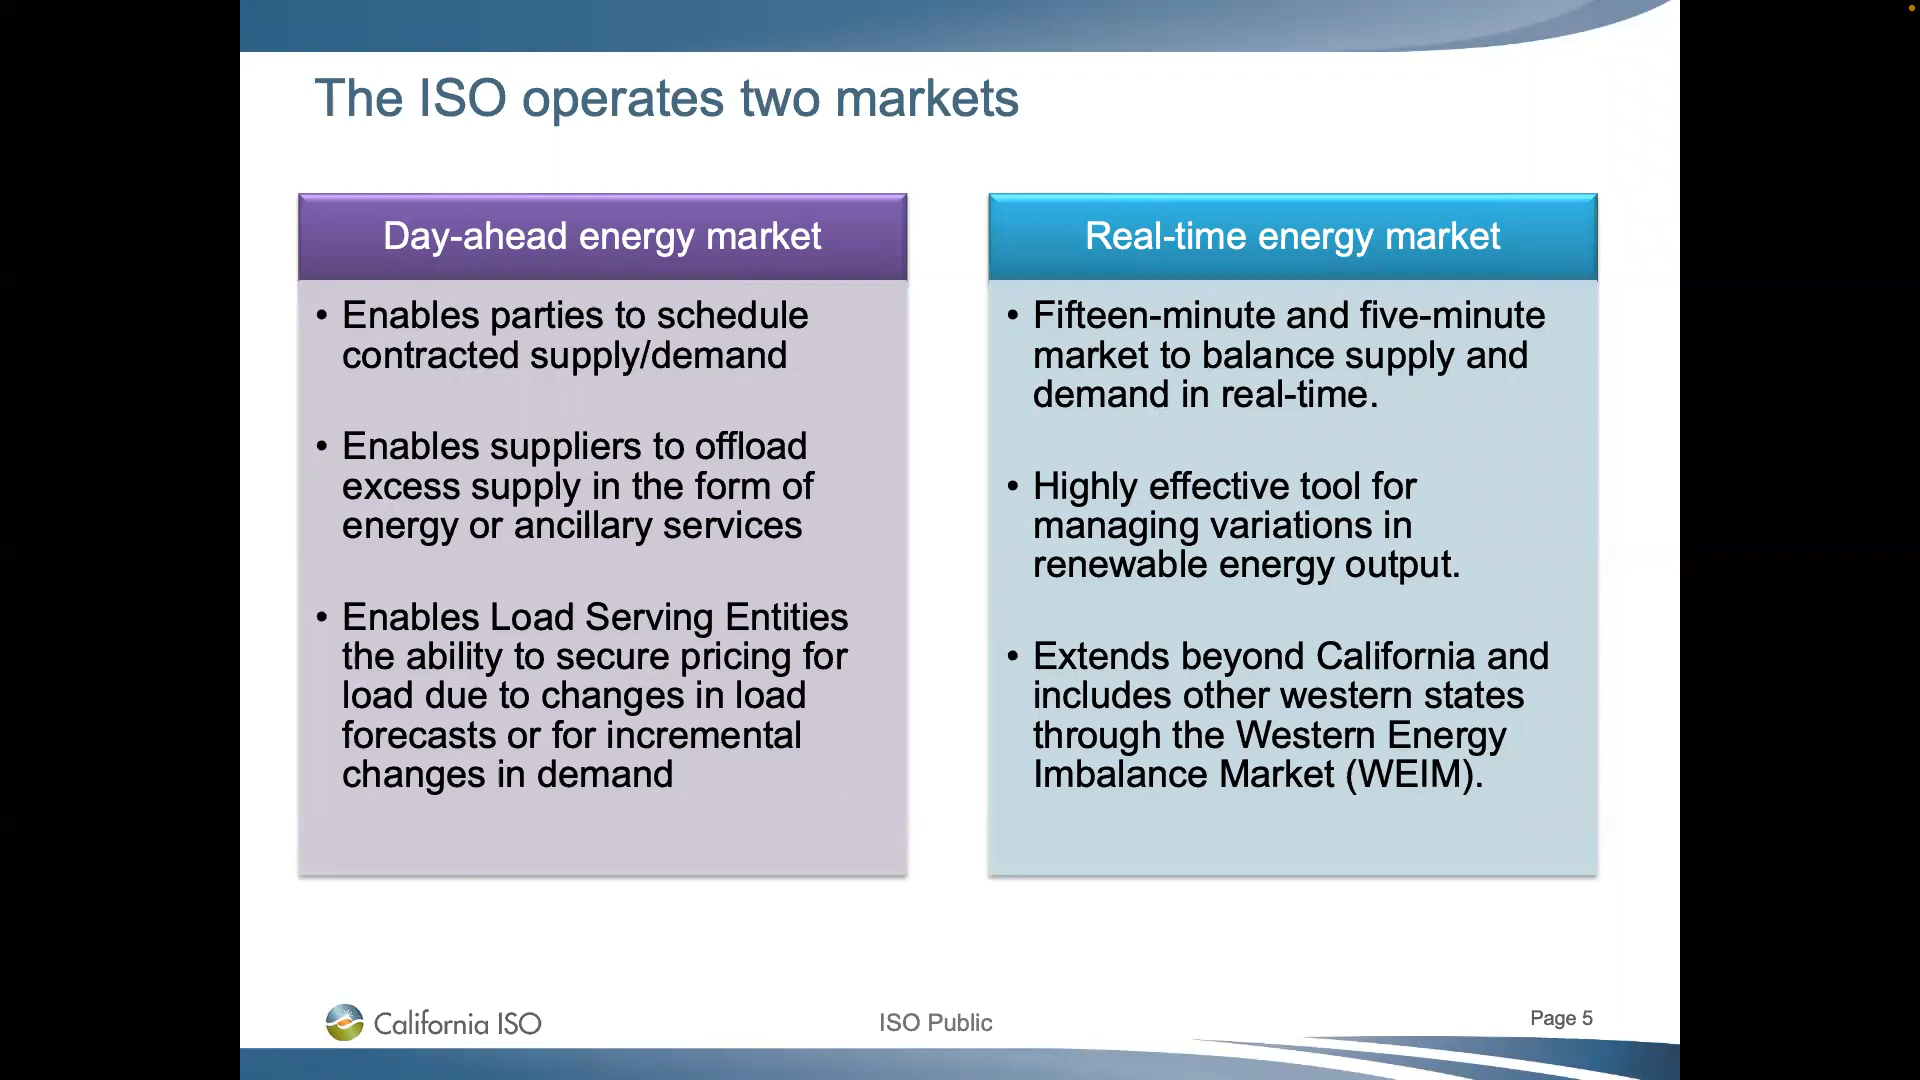 The ISO operates two markets
Day-ahead energy market
• Enables parties to schedule
contracted supply/demand
• Enables suppliers to offload
excess supply in the form of
energy or ancillary services
• Enables Load Serving Entities
the ability to secure pricing for
load due to changes in load
forecasts or for incremental
changes in demand
Real-time energy market
• Fifteen-minute and five-minute
market to balance supply and
demand in real-time.
• Highly effective tool for
managing variations in
renewable energy output.
• Extends beyond California and
includes other western states
through the Western Energy
Imbalance Market (WEIM).
California ISO
ISO Public
Page 5